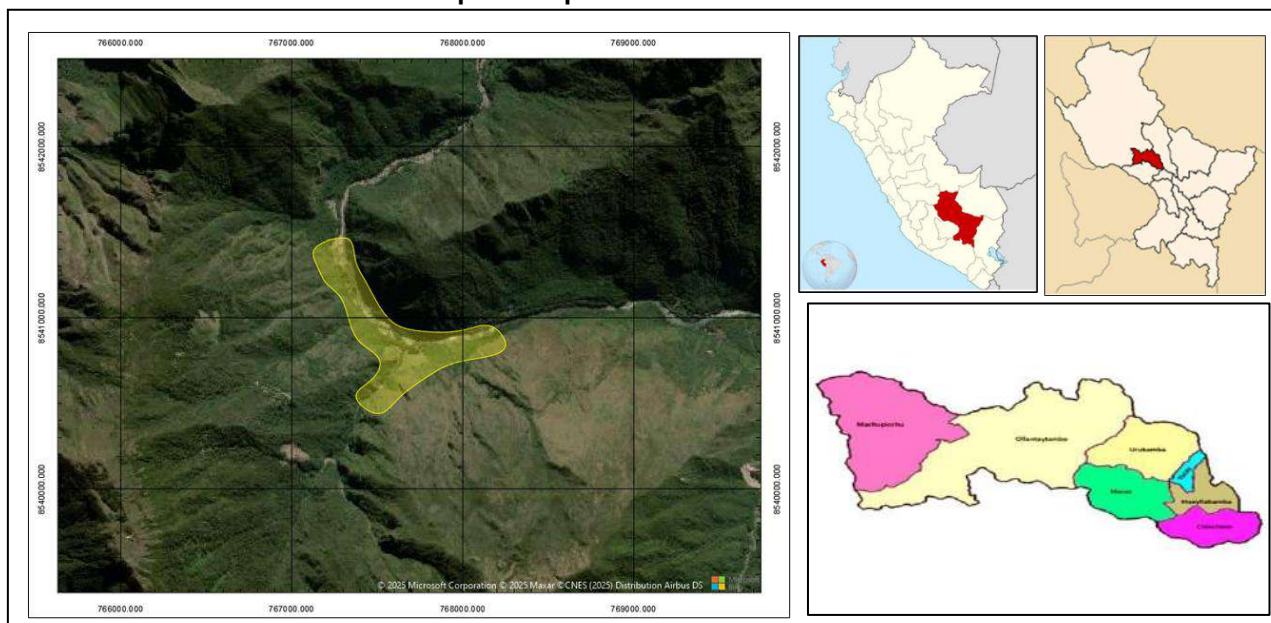 766000.000 767000.000 768000.000 769000.000
8542000.000 8542000.000
8541000.000 8541000.000
8540000.000 8540000.000
© 2025 Microsoft Corporation © 2025 Maxar ©CNES (2025) Distribution Airbus DS
Microsoft
766000.000 767000.000 768000.000 769000.000
Machupicchu
Ollantaytambo
Urubamba
Maras
Chinchero